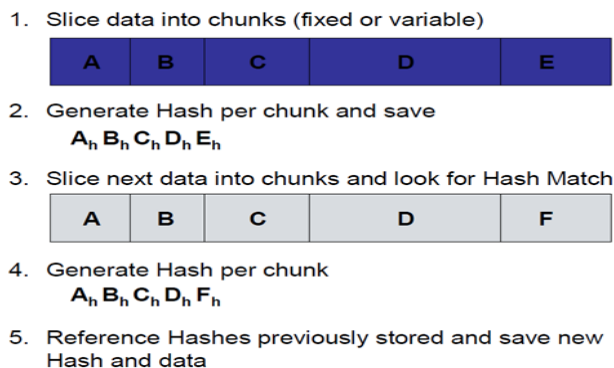 1. Slice data into chunks (fixed or variable)
A B C D E
2. Generate Hash per chunk and save
Ah Bh Ch Dh Eh
3. Slice next data into chunks and look for Hash Match
A B C D F
4. Generate Hash per chunk
Ah Bh Ch Dh Fh
5. Reference Hashes previously stored and save new
Hash and data